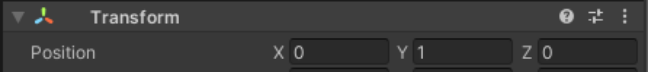 Transform
Position X 0 Y 1 Z 0